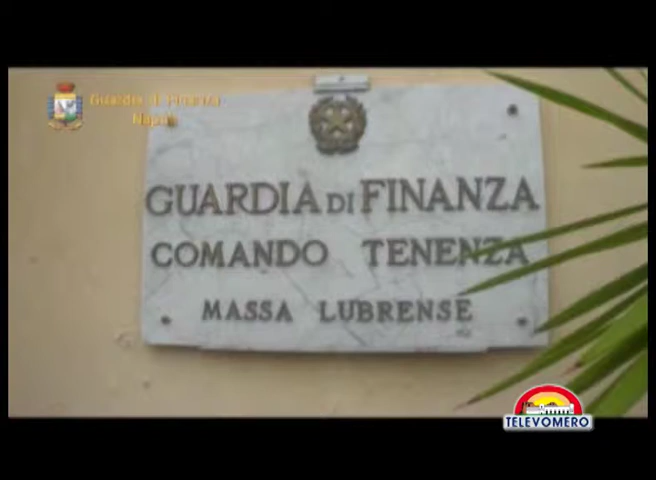 Guardia di Finanza
Napoli
GUARDIA DI FINANZA
COMANDO TENENZA
MASSA LUBRENSE
TELEVOMERO